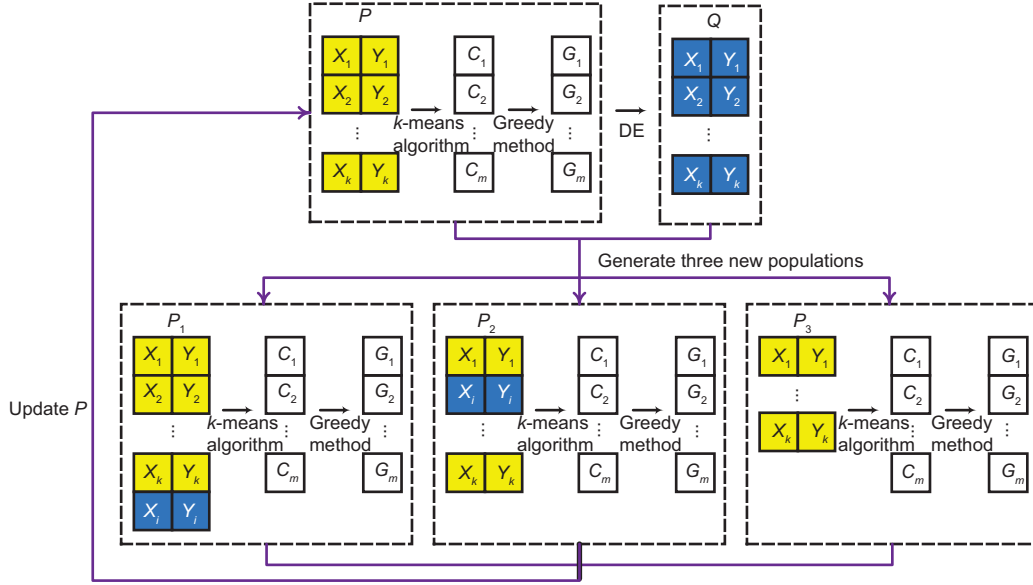 P
Q
X₁ Y₁ C₁ G₁ X₁ Y₁
X₂ Y₂ C₂ G₂ X₂ Y₂
k-means
algorithm
Greedy
method
DE
⋮ ⋮ ⋮ ⋮
Xₖ Yₖ Cₘ Gₘ Xₖ Yₖ
Generate three new populations
Update P
P₁
X₁ Y₁ C₁ G₁
X₂ Y₂ C₂ G₂
k-means
algorithm
Greedy
method
⋮ ⋮ ⋮
Xₖ Yₖ Cₘ Gₘ
Xᵢ Yᵢ
P₂
X₁ Y₁ C₁ G₁
Xᵢ Yᵢ C₂ G₂
k-means
algorithm
Greedy
method
⋮ ⋮ ⋮
Xₖ Yₖ Cₘ Gₘ
P₃
X₁ Y₁ C₁ G₁
⋮ C₂ G₂
Xₖ Yₖ
k-means
algorithm
Greedy
method
⋮ ⋮
Cₘ Gₘ